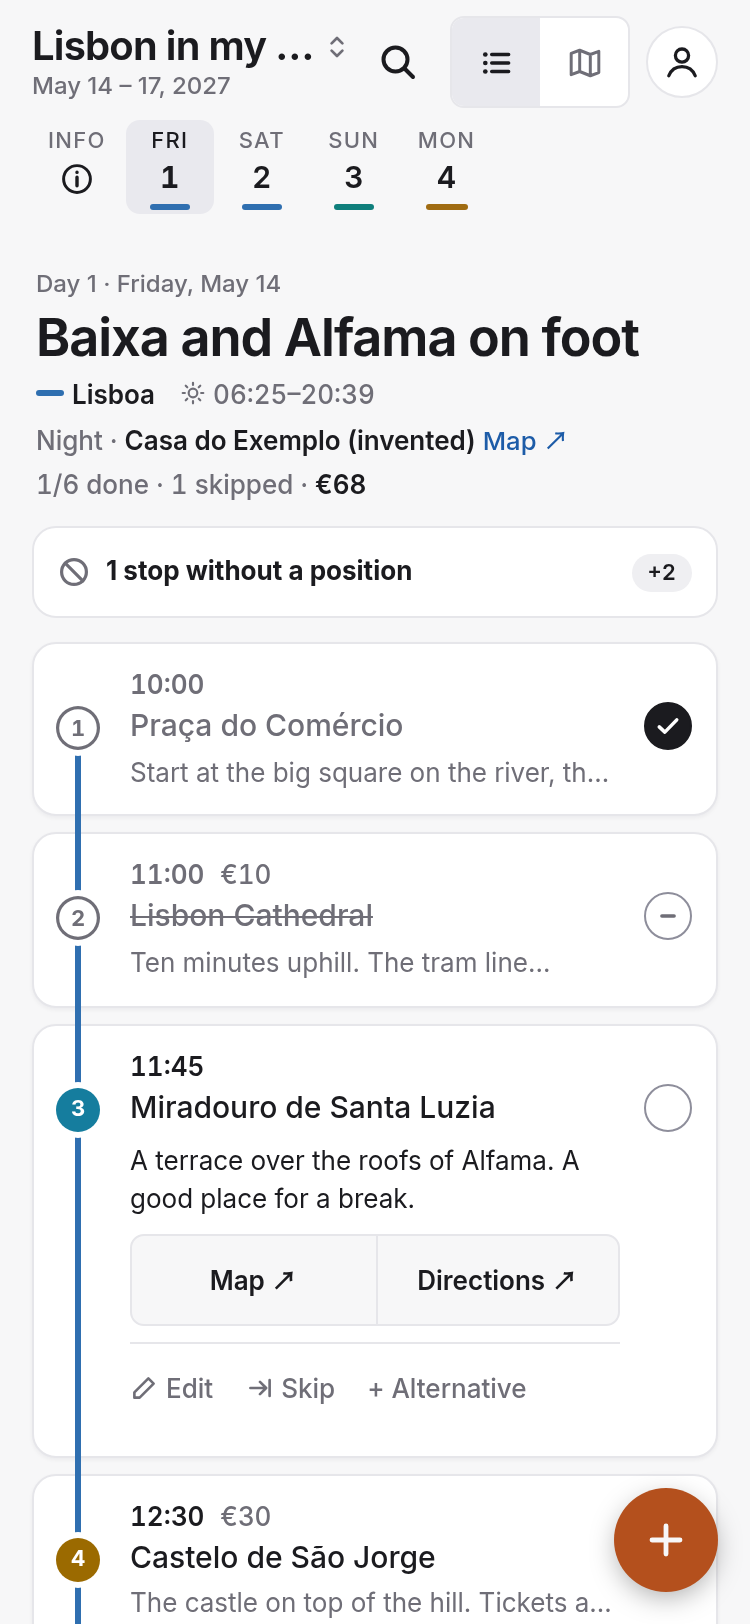 Lisbon in my ...
May 14 – 17, 2027
INFO FRI SAT SUN MON
1 2 3 4
Day 1 · Friday, May 14
Baixa and Alfama on foot
Lisboa 06:25–20:39
Night · Casa do Exemplo (invented) Map ↗
1/6 done · 1 skipped · €68
1 stop without a position +2
10:00
1 Praça do Comércio
Start at the big square on the river, th...
11:00 €10
2 Lisbon Cathedral
Ten minutes uphill. The tram line...
11:45
3 Miradouro de Santa Luzia
A terrace over the roofs of Alfama. A
good place for a break.
Map ↗ Directions ↗
Edit Skip + Alternative
12:30 €30
4 Castelo de São Jorge
The castle on top of the hill. Tickets a...